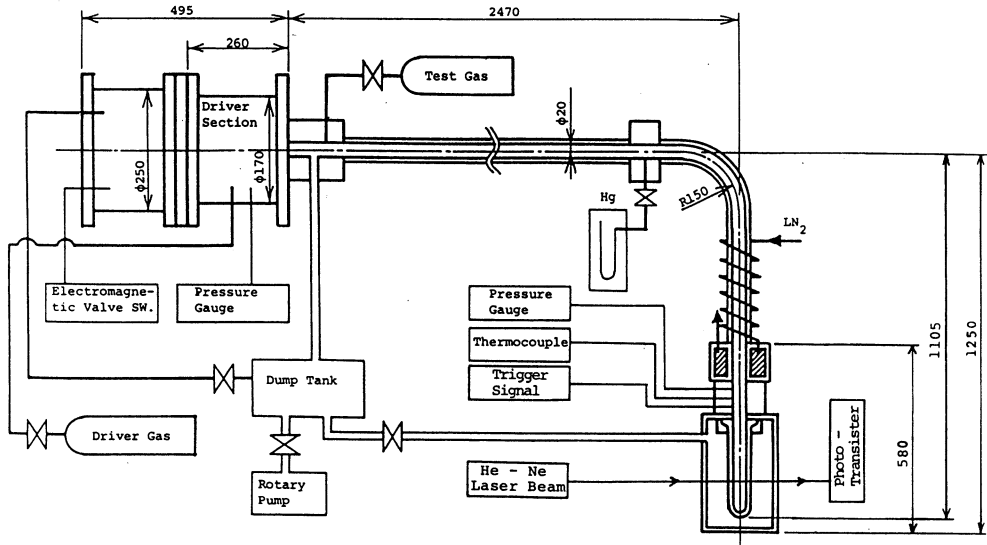 495
2470
260
Test Gas
Driver
Section
φ20
φ250
φ170
Hg
R150
LN2
Electromagne-
tic Valve SW.
Pressure
Gauge
Pressure
Gauge
Thermocouple
Trigger
Signal
1105
1250
Dump Tank
Driver Gas
580
Photo-
Transister
He - Ne
Laser Beam
Rotary
Pump